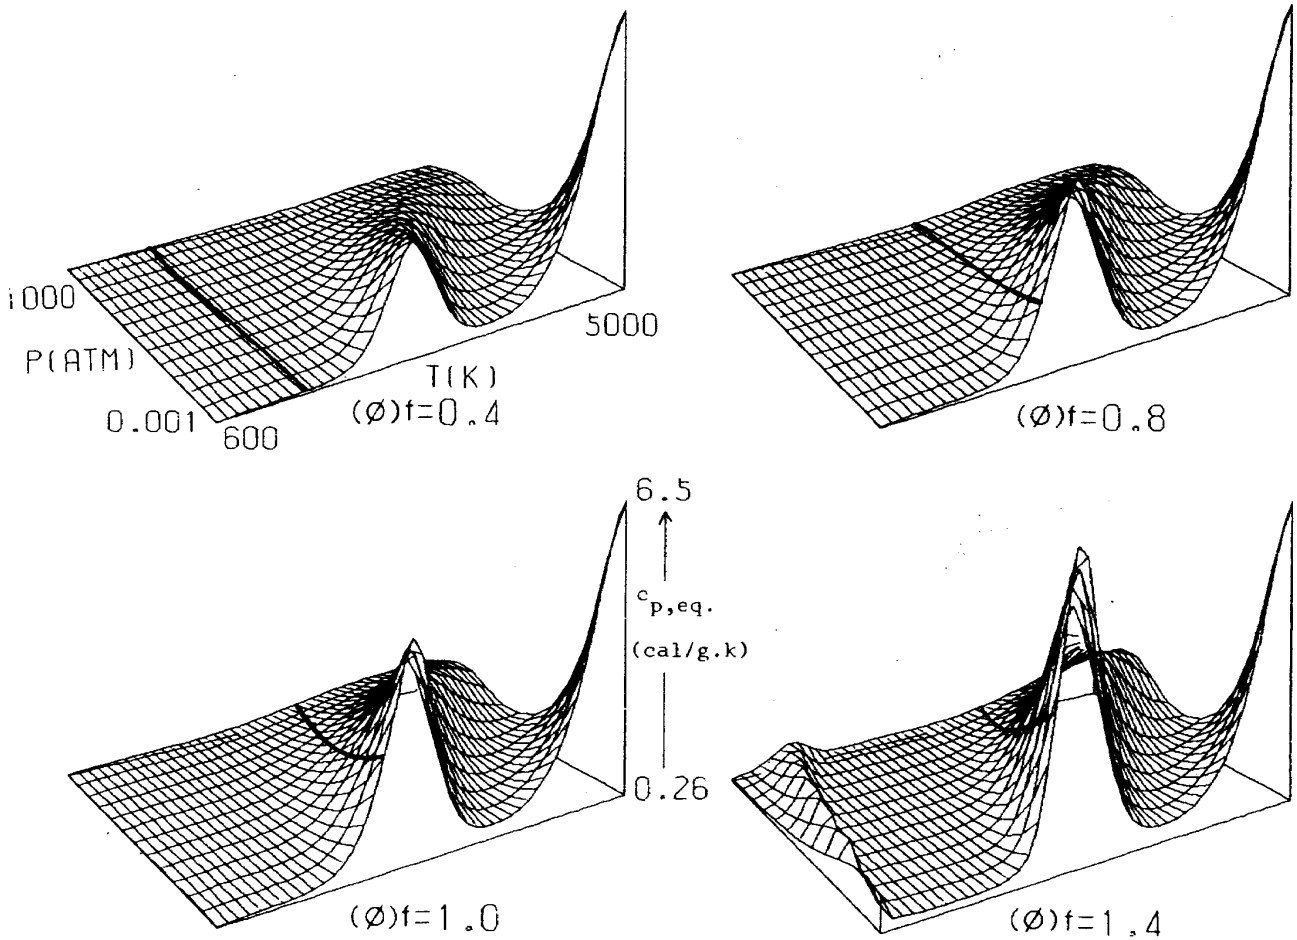 i000
P(ATM)
0.001
600
T(K)
5000
(Ø)f=0.4
(Ø)f=0.8
6.5
c p,eq.
(cal/g.k)
0.26
(Ø)f=1.0
(Ø)f=1.4